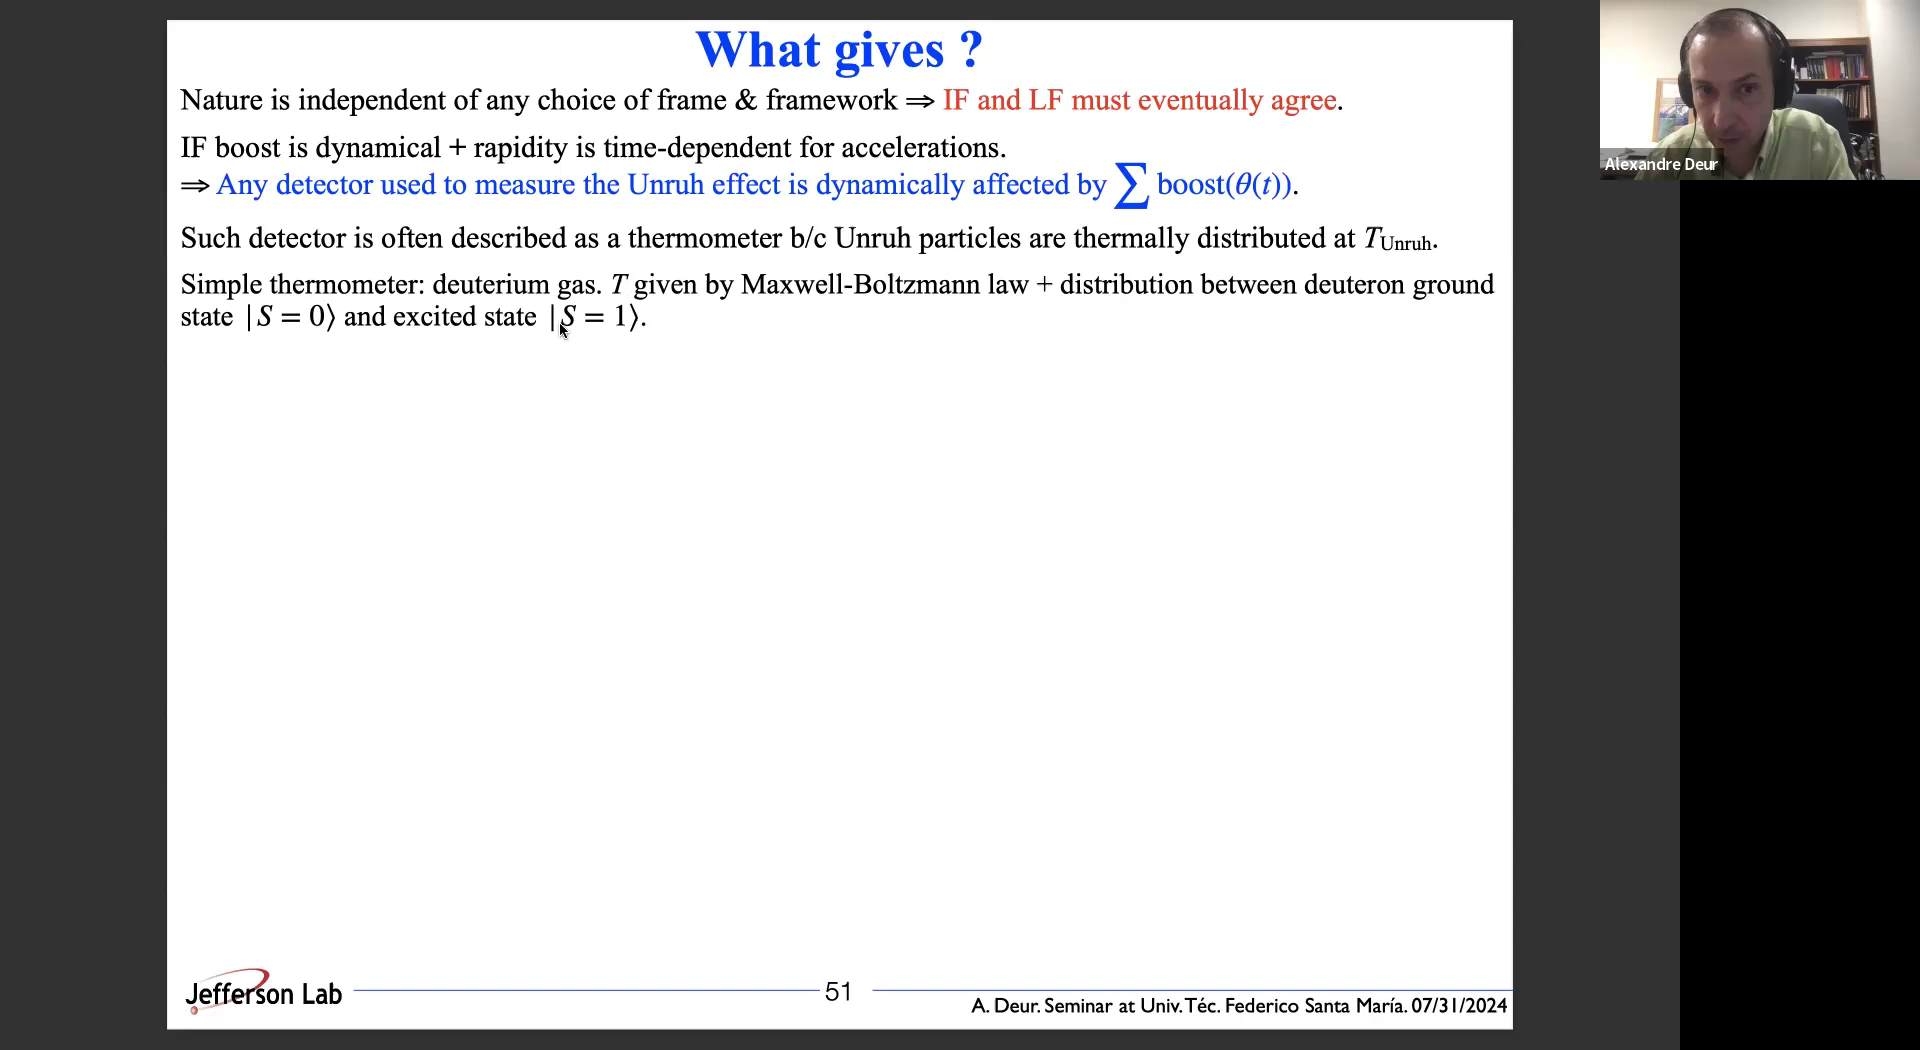 What gives ?
Nature is independent of any choice of frame & framework ⟹ IF and LF must eventually agree.
IF boost is dynamical + rapidity is time-dependent for accelerations.
⟹ Any detector used to measure the Unruh effect is dynamically affected by ∑ boost(θ(t)).
Such detector is often described as a thermometer b/c Unruh particles are thermally distributed at T_Unruh.
Simple thermometer: deuterium gas. T given by Maxwell-Boltzmann law + distribution between deuteron ground
state |S = 0⟩ and excited state |S = 1⟩.
Alexandre Deur
Jefferson Lab
51
A. Deur. Seminar at Univ. Téc. Federico Santa María. 07/31/2024